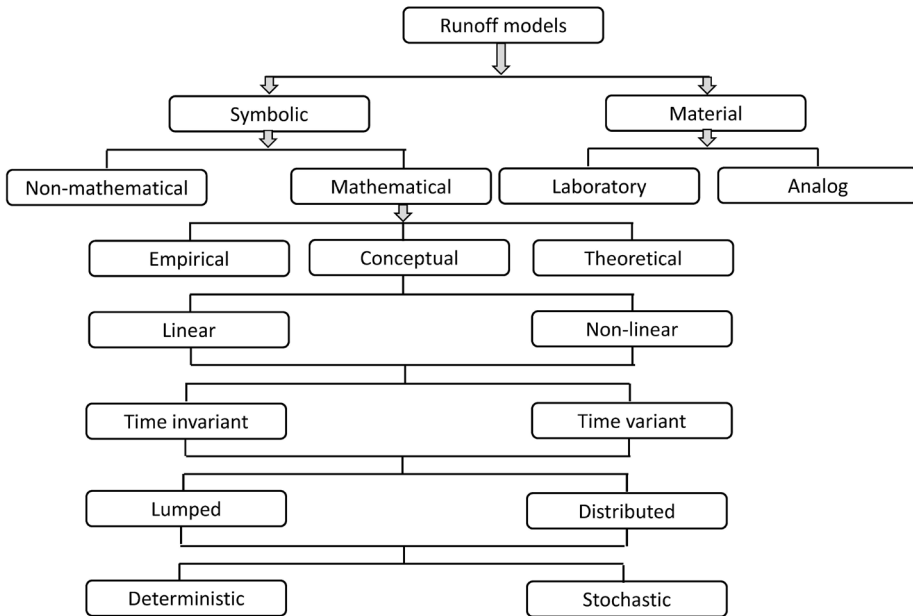 Runoff models
Symbolic
Material
Non-mathematical
Mathematical
Laboratory
Analog
Empirical
Conceptual
Theoretical
Linear
Non-linear
Time invariant
Time variant
Lumped
Distributed
Deterministic
Stochastic